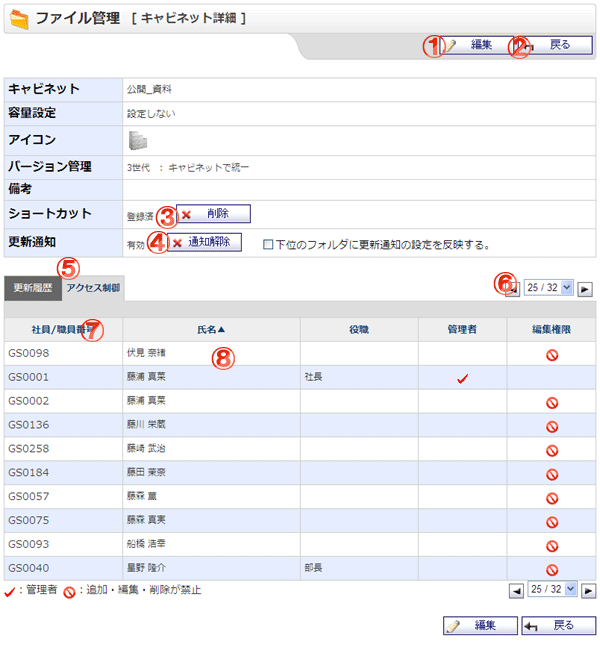 ファイル管理 [ キャビネット詳細 ]
① 編集 ② 戻る
キャビネット 公開_資料
容量設定 設定しない
アイコン
バージョン管理 3世代 : キャビネットで統一
備考
ショートカット 登録済 ③ 削除
更新通知 有効 ④ 通知解除 下位のフォルダに更新通知の設定を反映する。
⑤ ⑥
更新履歴 アクセス制御 25 / 32
社員/職員番号 ⑦ 氏名▲ 役職 管理者 編集権限
GS0098 伏見 奈緒 ⑧
GS0001 藤浦 真菜 社長
GS0002 藤浦 真菜
GS0136 藤川 栄蔵
GS0258 藤崎 武治
GS0184 藤田 茉奈
GS0057 藤森 薫
GS0075 藤森 真実
GS0093 船橋 浩幸
GS0040 星野 隆介 部長
:管理者 :追加・編集・削除が禁止 25 / 32
編集 戻る